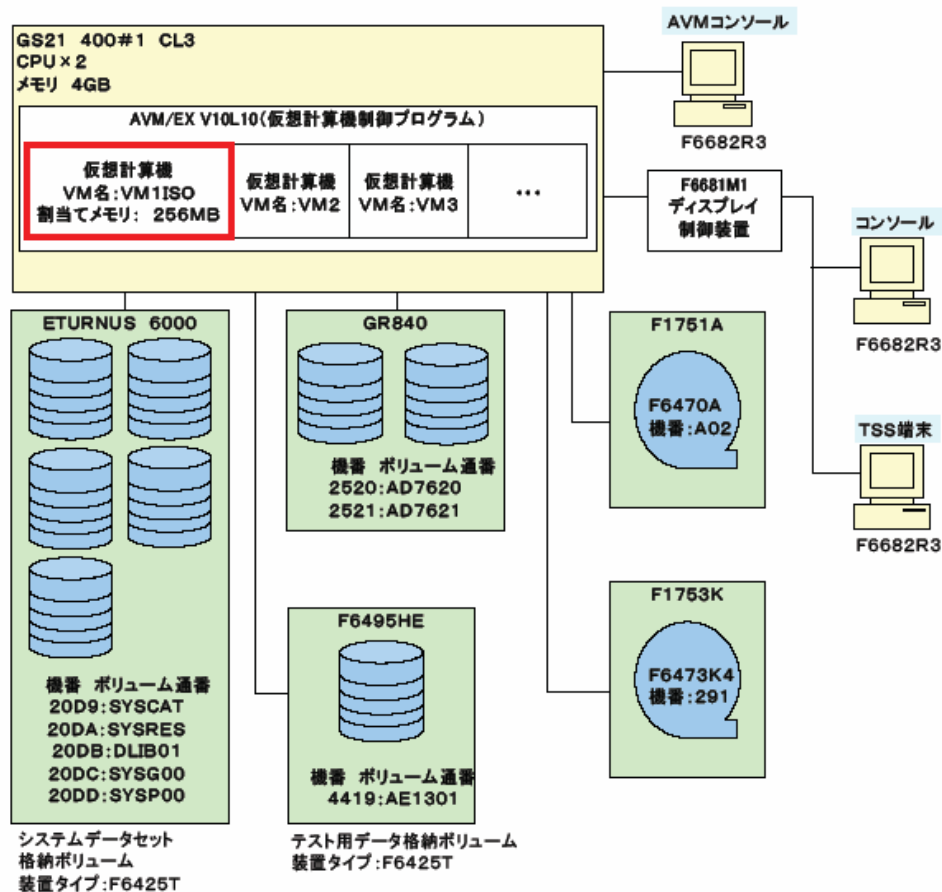 GS21 400#1 CL3
CPU×2
メモリ 4GB
AVM/EX V10L10(仮想計算機制御プログラム)
仮想計算機
VM名:VM1ISO
割当てメモリ: 256MB
仮想計算機
VM名:VM2
仮想計算機
VM名:VM3
...
AVMコンソール
F6682R3
F6681M1
ディスプレイ
制御装置
コンソール
F6682R3
TSS端末
F6682R3
ETURNUS 6000
機番 ボリューム通番
20D9:SYSCAT
20DA:SYSRES
20DB:DLIB01
20DC:SYSG00
20DD:SYSP00
システムデータセット
格納ボリューム
装置タイプ:F6425T
GR840
機番 ボリューム通番
2520:AD7620
2521:AD7621
F6495HE
機番 ボリューム通番
4419:AE1301
テスト用データ格納ボリューム
装置タイプ:F6425T
F1751A
F6470A
機番:A02
F1753K
F6473K4
機番:291